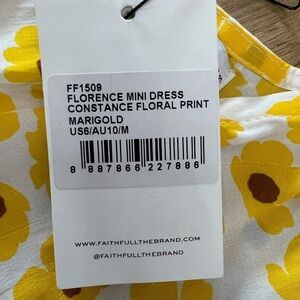 FF1509
FLORENCE MINI DRESS
CONSTANCE FLORAL PRINT
MARIGOLD
US6/AU10/M
8 887866 227886
WWW.FAITHFULLTHEBRAND.COM
@FAITHFULLTHEBRAND